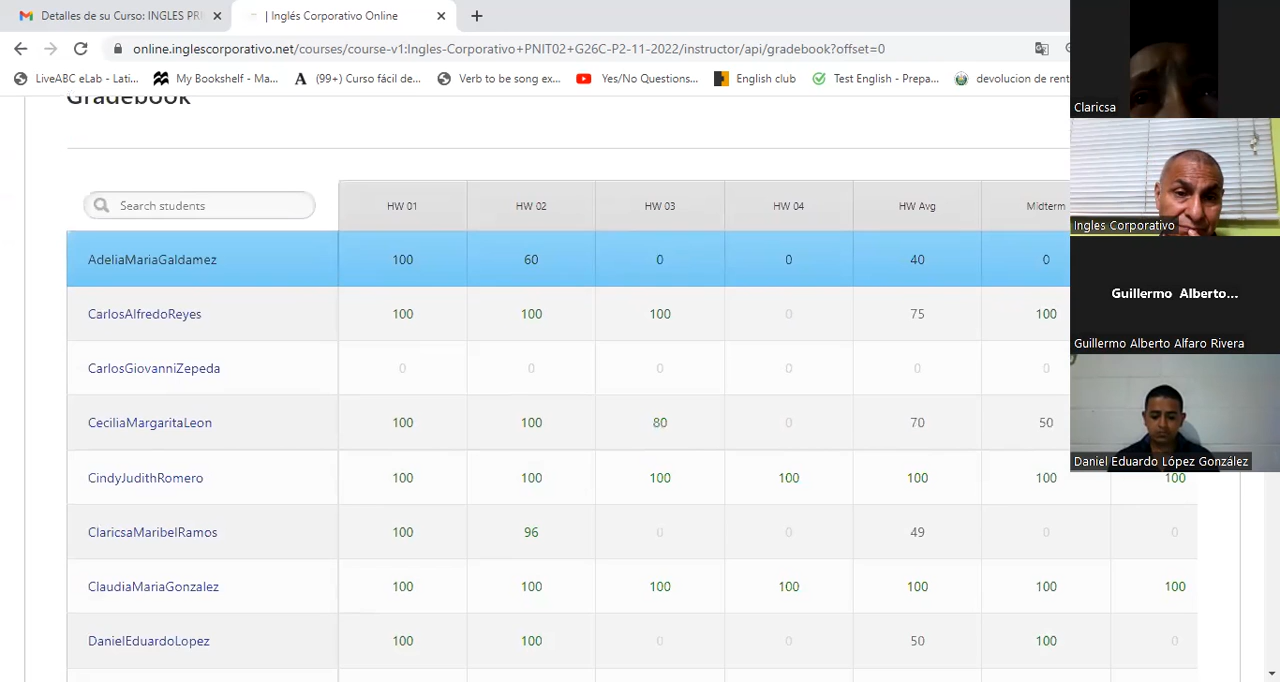 Detalles de su Curso: INGLES PR
| Inglés Corporativo Online
online.inglescorporativo.net/courses/course-v1:Ingles-Corporativo+PNIT02+G26C-P2-11-2022/instructor/api/gradebook?offset=0
LiveABC eLab - Lati... My Bookshelf - Ma... (99+) Curso fácil de... Verb to be song ex... Yes/No Questions... English club Test English - Prepa... devolucion de rent
Gradebook
Search students HW 01 HW 02 HW 03 HW 04 HW Avg Midterm
AdeliaMariaGaldamez 100 60 0 0 40 0
CarlosAlfredoReyes 100 100 100 0 75 100
CarlosGiovanniZepeda 0 0 0 0 0 0
CeciliaMargaritaLeon 100 100 80 0 70 50
CindyJudithRomero 100 100 100 100 100 100 100
ClaricsaMaribelRamos 100 96 0 0 49 0 0
ClaudiaMariaGonzalez 100 100 100 100 100 100 100
DanielEduardoLopez 100 100 0 0 50 100 0
Claricsa
Ingles Corporativo
Guillermo Alberto...
Guillermo Alberto Alfaro Rivera
Daniel Eduardo López González